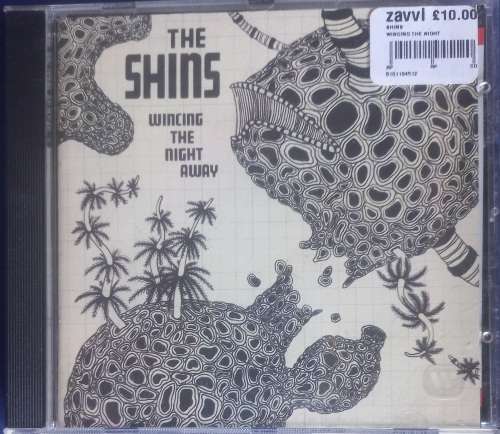 THE
SHINS
WINCING
THE
NIGHT
AWAY
zavvi £10.00
SHINS
WINCING THE NIGHT